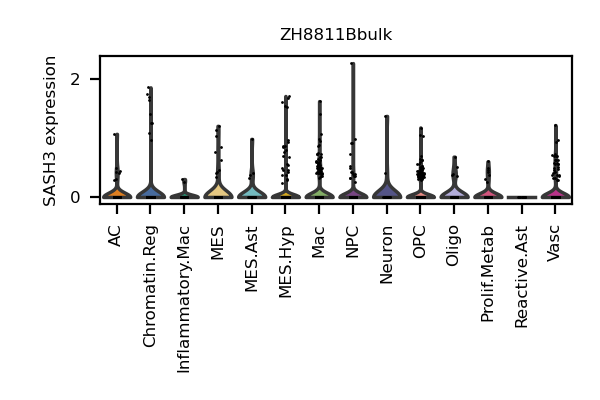 ZH8811Bbulk
SASH3 expression
2
0
AC
Chromatin.Reg
Inflammatory.Mac
MES
MES.Ast
MES.Hyp
Mac
NPC
Neuron
OPC
Oligo
Prolif.Metab
Reactive.Ast
Vasc